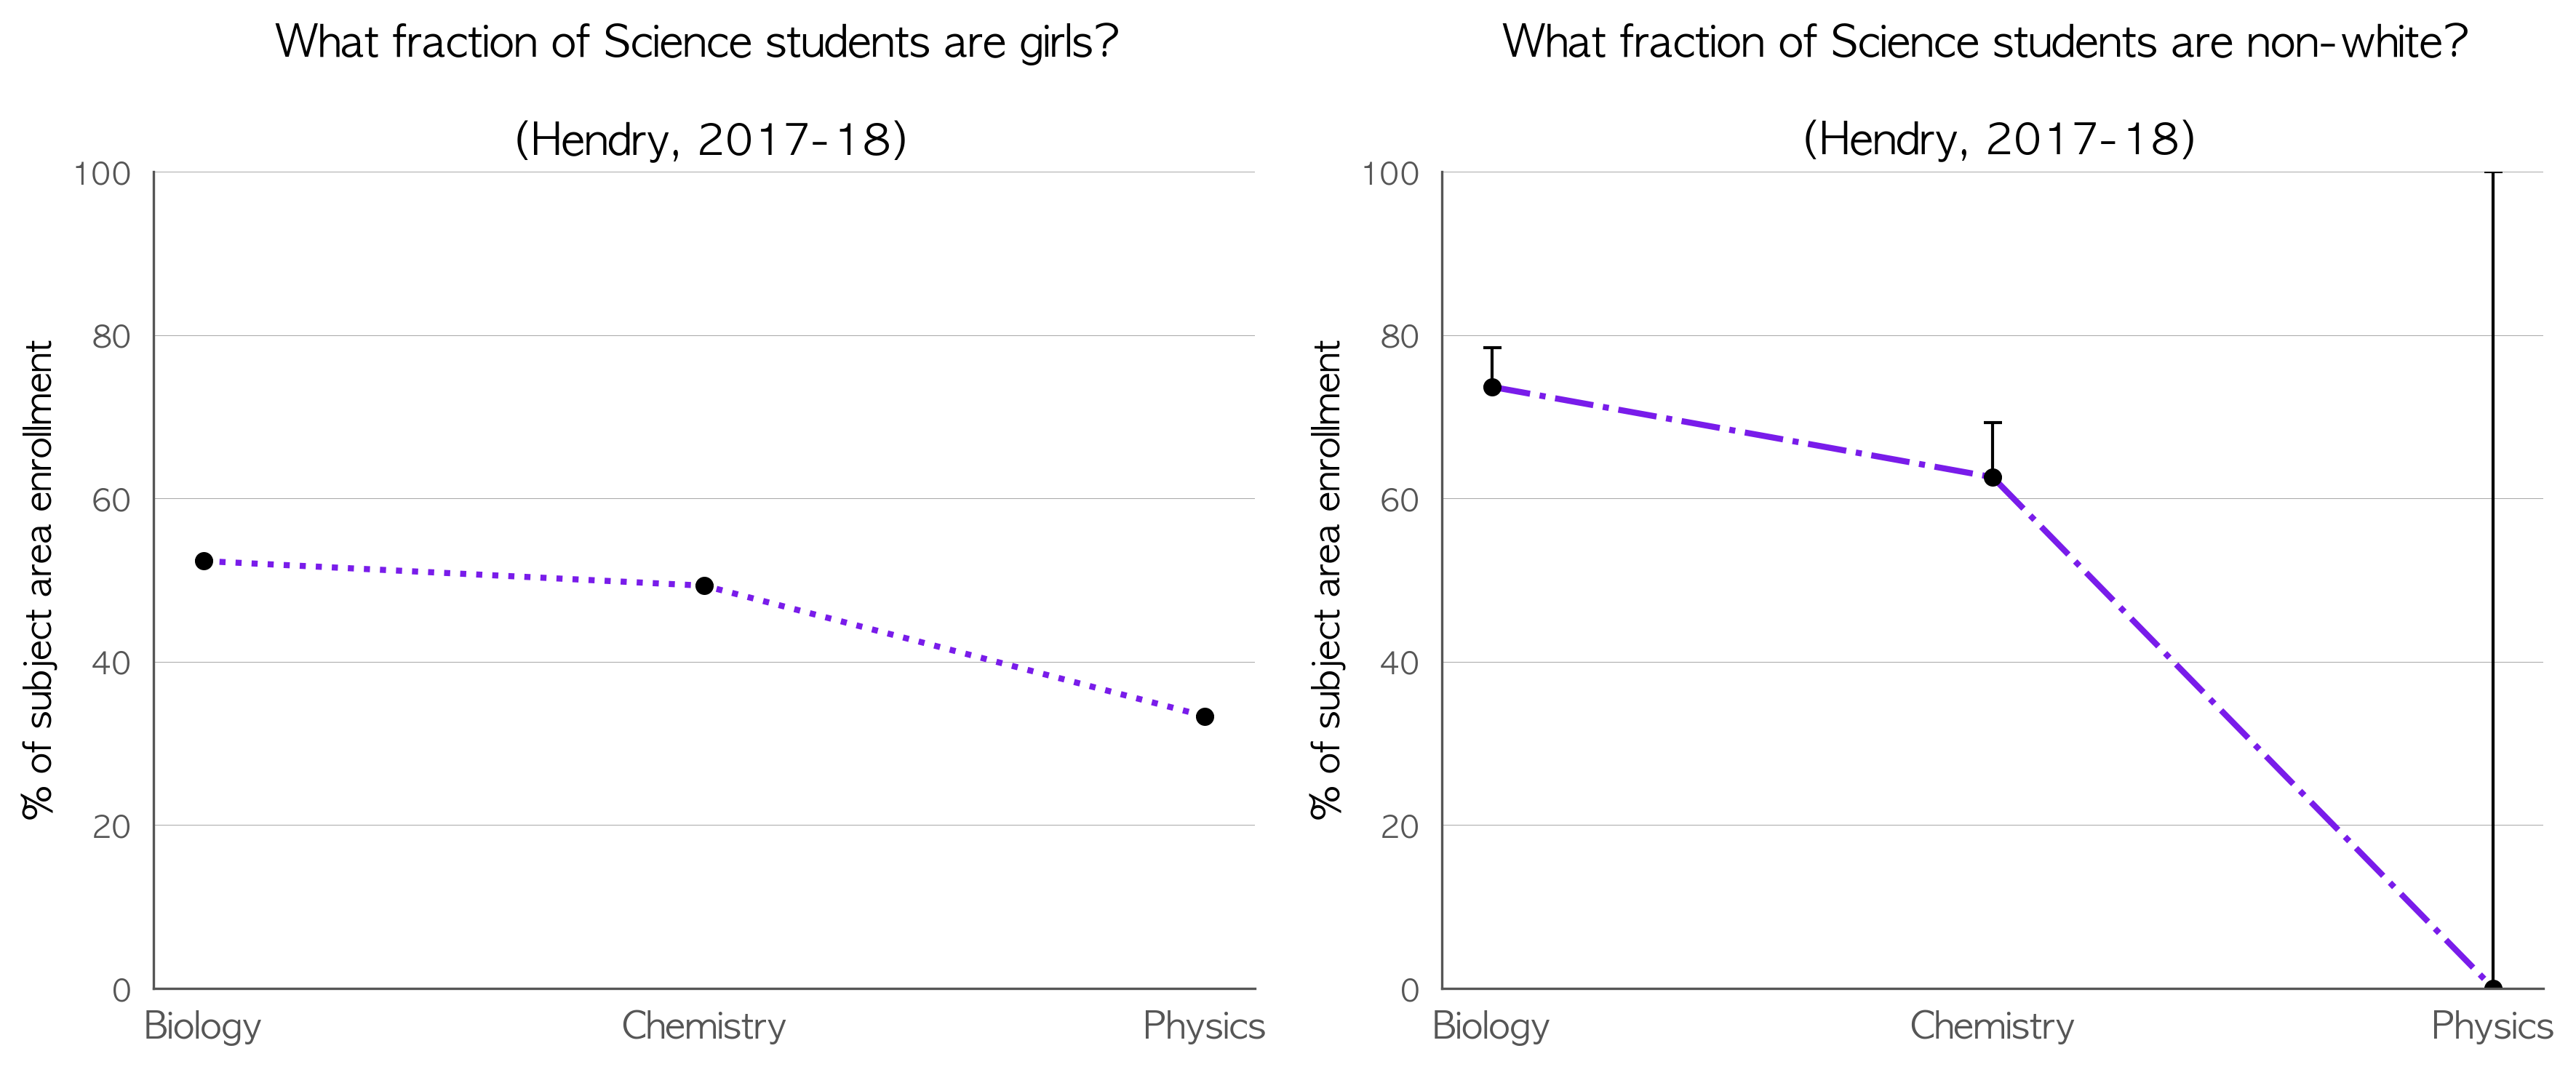 What fraction of Science students are girls?
(Hendry, 2017-18)
100
80
60
40
20
0
% of subject area enrollment
Biology
Chemistry
Physics
What fraction of Science students are non-white?
(Hendry, 2017-18)
100
80
60
40
20
0
% of subject area enrollment
Biology
Chemistry
Physics